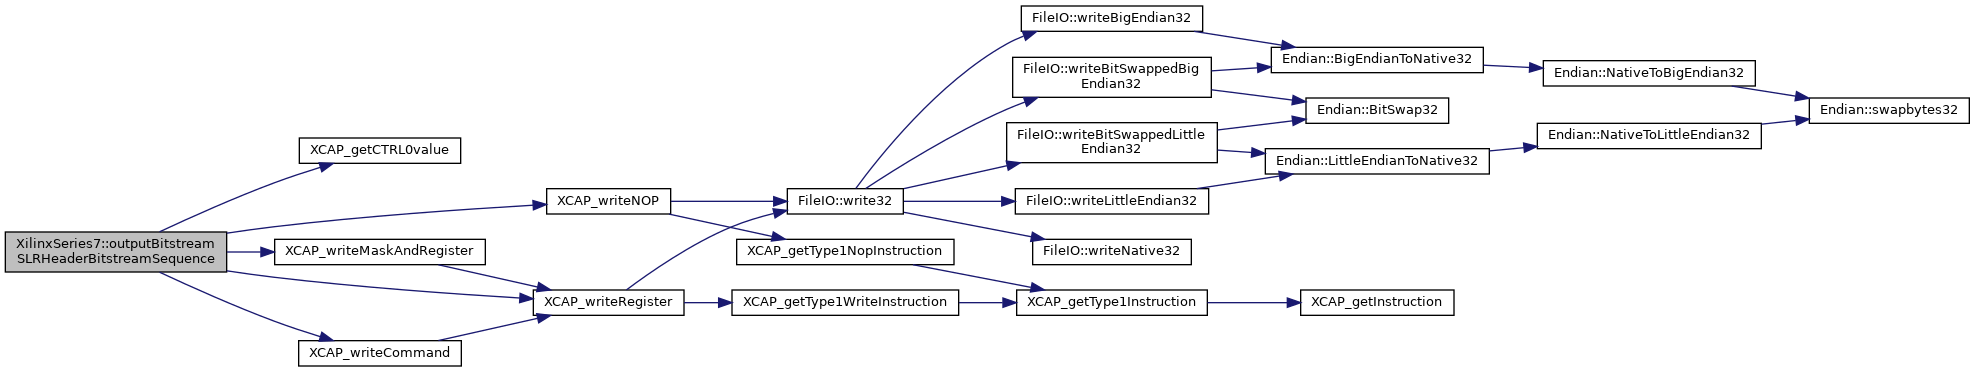 XilinxSeries7::outputBitstream
SLRHeaderBitstreamSequence
XCAP_getCTRL0value
XCAP_writeNOP
XCAP_writeMaskAndRegister
XCAP_writeRegister
XCAP_writeCommand
FileIO::write32
XCAP_getType1NopInstruction
XCAP_getType1WriteInstruction
FileIO::writeBigEndian32
FileIO::writeBitSwappedBig
Endian32
FileIO::writeBitSwappedLittle
Endian32
FileIO::writeLittleEndian32
FileIO::writeNative32
XCAP_getType1Instruction
Endian::BigEndianToNative32
Endian::BitSwap32
Endian::LittleEndianToNative32
XCAP_getInstruction
Endian::NativeToBigEndian32
Endian::NativeToLittleEndian32
Endian::swapbytes32